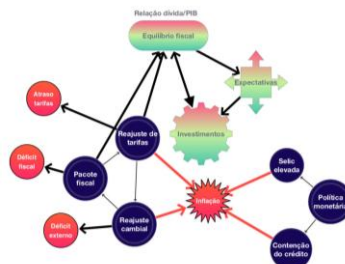 Relação dívida/PIB
Equilíbrio fiscal
Expectativas
Atraso
tarifas
Investimentos
Reajuste de
tarifas
Déficit
fiscal
Pacote
fiscal
Selic
elevada
Inflação
Política
monetária
Reajuste
cambial
Déficit
externo
Contenção
do crédito